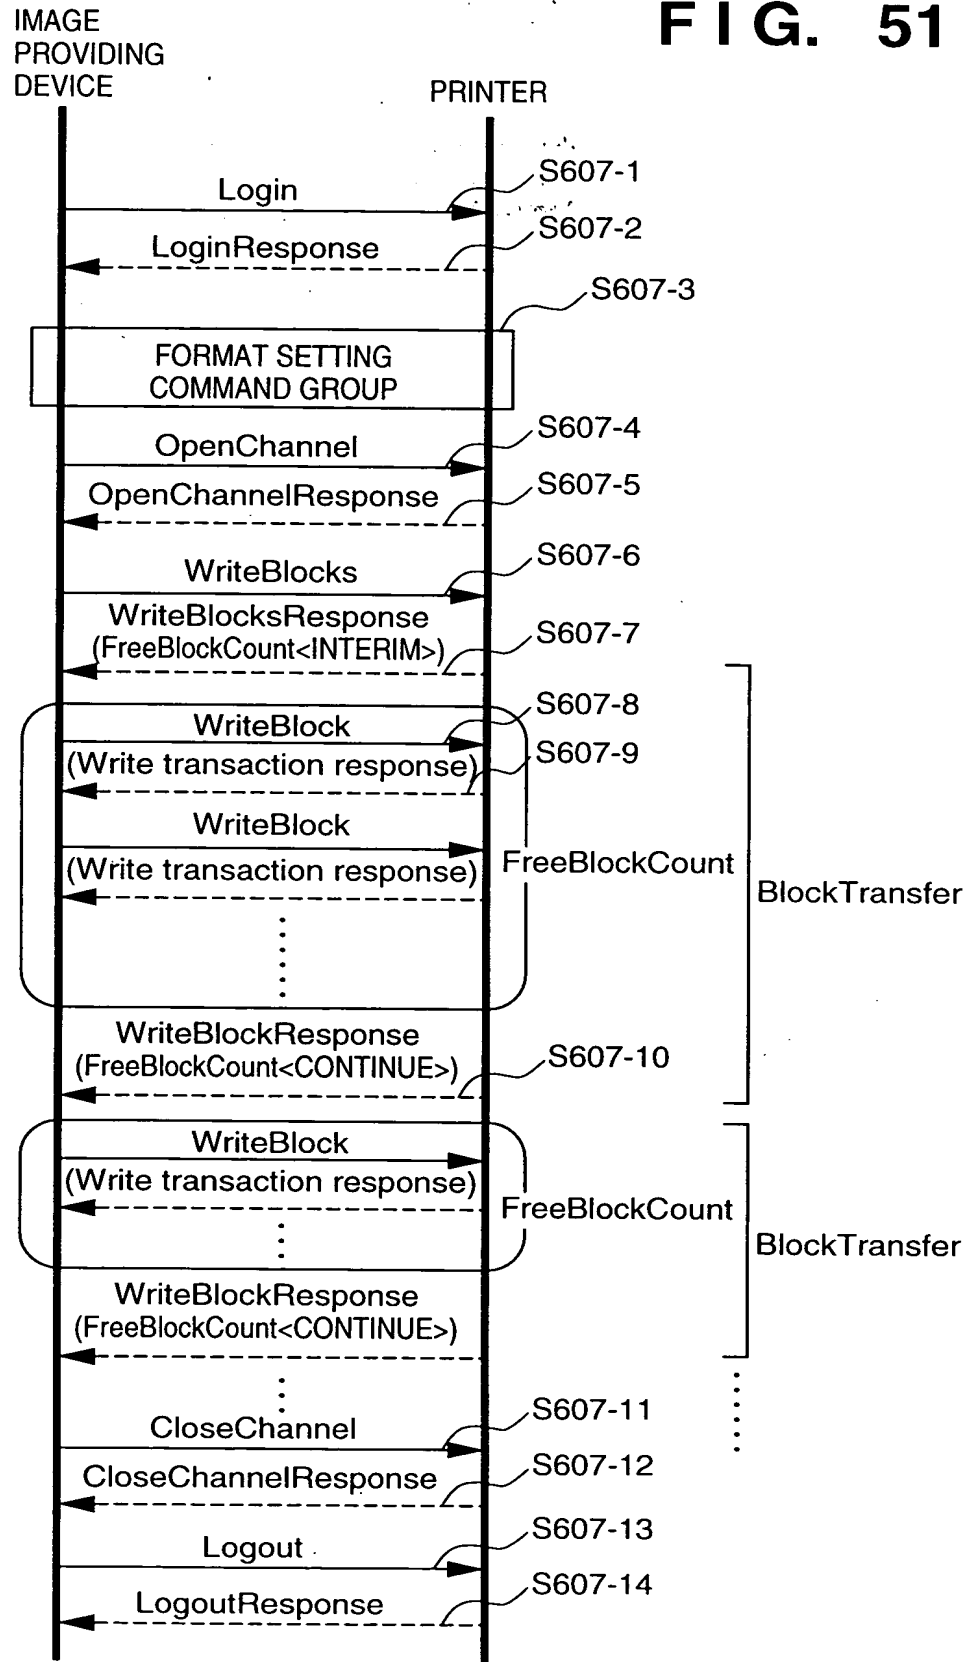 FIG. 51
IMAGE
PROVIDING
DEVICE
PRINTER
Login
S607-1
LoginResponse
S607-2
S607-3
FORMAT SETTING
COMMAND GROUP
OpenChannel
S607-4
OpenChannelResponse
S607-5
WriteBlocks
S607-6
WriteBlocksResponse
(FreeBlockCount<INTERIM>)
S607-7
WriteBlock
S607-8
(Write transaction response)
S607-9
WriteBlock
(Write transaction response)
FreeBlockCount
BlockTransfer
WriteBlockResponse
(FreeBlockCount<CONTINUE>)
S607-10
WriteBlock
(Write transaction response)
FreeBlockCount
BlockTransfer
WriteBlockResponse
(FreeBlockCount<CONTINUE>)
CloseChannel
S607-11
CloseChannelResponse
S607-12
Logout
S607-13
LogoutResponse
S607-14